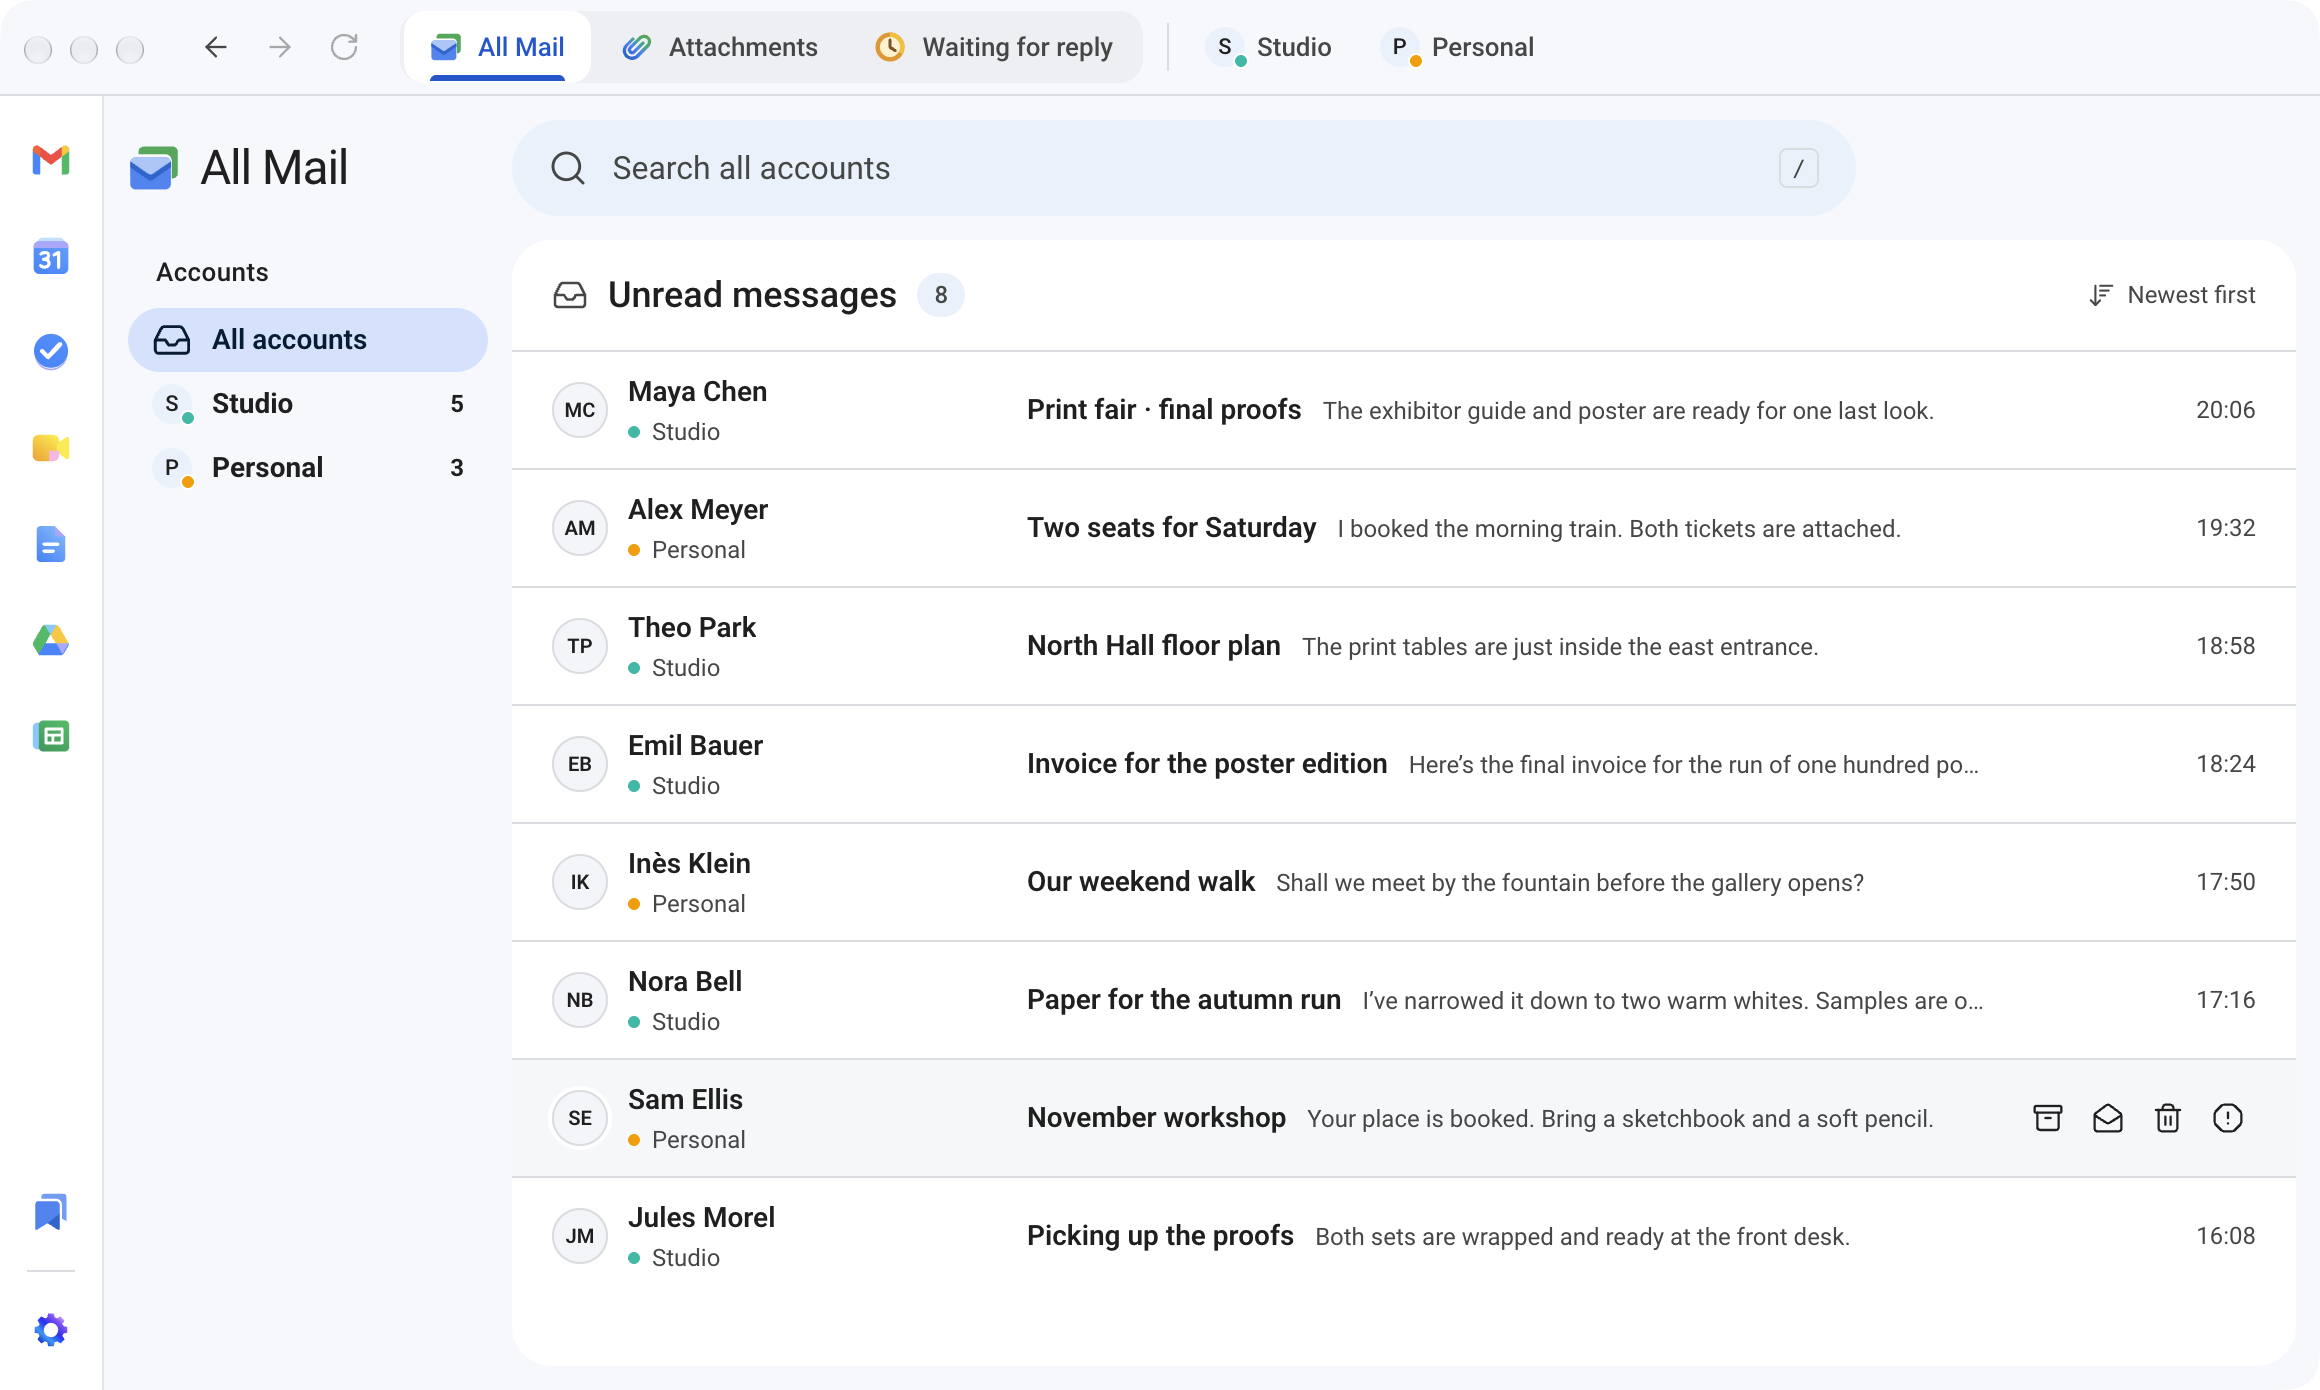 All Mail
Attachments
Waiting for reply
S Studio
P Personal
31
All Mail
Search all accounts
/
Accounts
All accounts
S Studio 5
P Personal 3
Unread messages 8
Newest first
MC
Maya Chen
Studio
Print fair · final proofs The exhibitor guide and poster are ready for one last look.
20:06
AM
Alex Meyer
Personal
Two seats for Saturday I booked the morning train. Both tickets are attached.
19:32
TP
Theo Park
Studio
North Hall floor plan The print tables are just inside the east entrance.
18:58
EB
Emil Bauer
Studio
Invoice for the poster edition Here’s the final invoice for the run of one hundred po…
18:24
IK
Inès Klein
Personal
Our weekend walk Shall we meet by the fountain before the gallery opens?
17:50
NB
Nora Bell
Studio
Paper for the autumn run I’ve narrowed it down to two warm whites. Samples are o…
17:16
SE
Sam Ellis
Personal
November workshop Your place is booked. Bring a sketchbook and a soft pencil.
JM
Jules Morel
Studio
Picking up the proofs Both sets are wrapped and ready at the front desk.
16:08